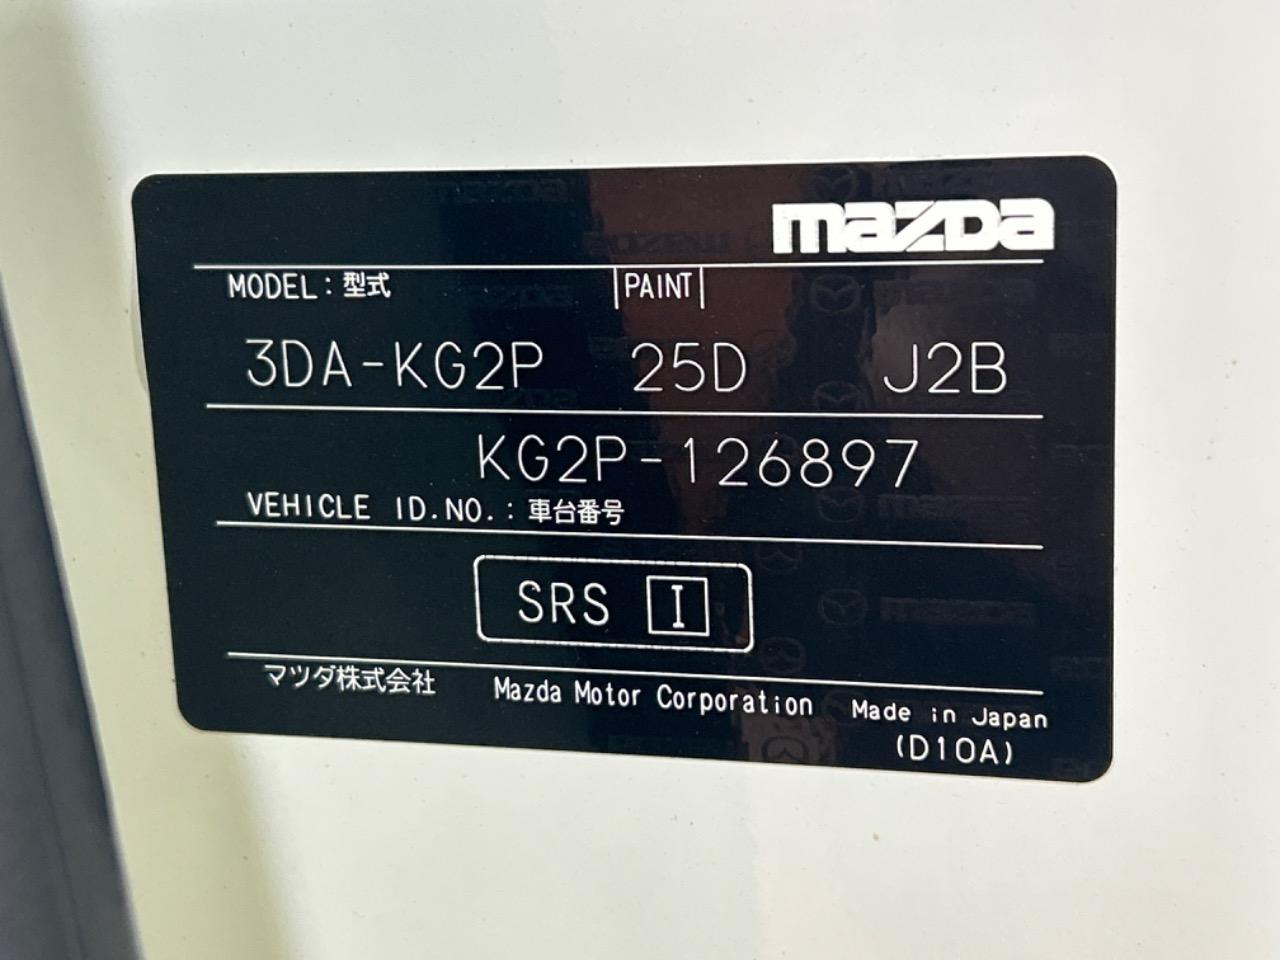 mazda
MODEL: 型式 PAINT
3DA-KG2P 25D J2B
KG2P-126897
VEHICLE ID.NO.: 車台番号
SRS I
マツダ株式会社 Mazda Motor Corporation Made in Japan
(D10A)